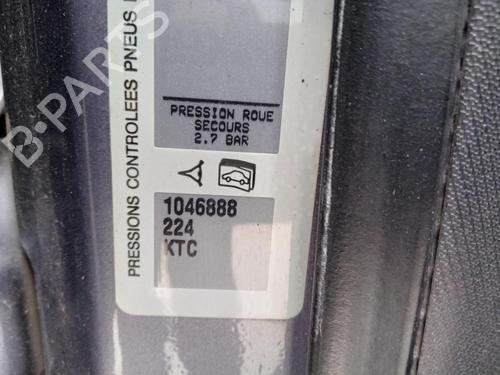 PRESSIONS CONTROLEES PNEUS
PRESSION ROUE
SECOURS
2.7 BAR
1046888
224
KTC
B-PARTS